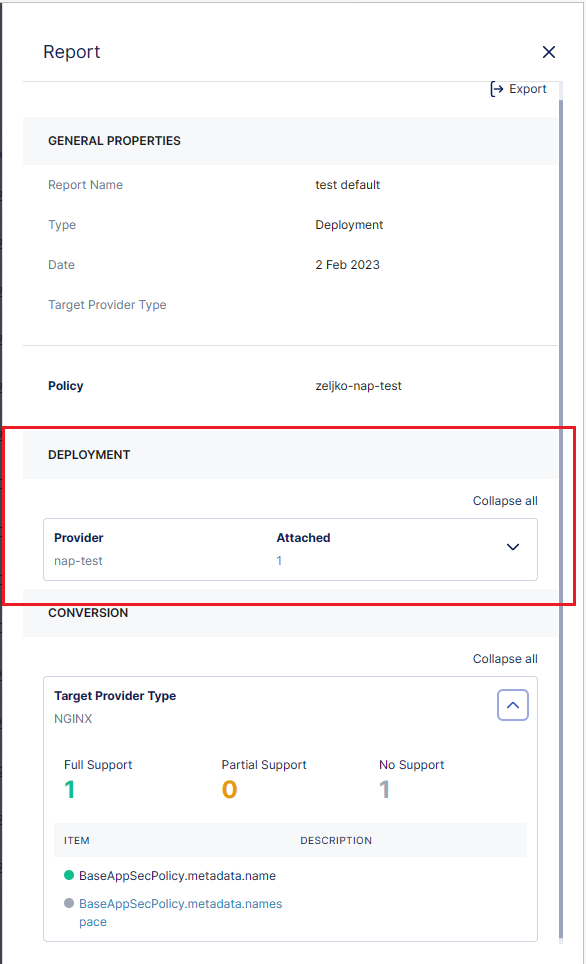 Report
Export
GENERAL PROPERTIES
Report Name test default
Type Deployment
Date 2 Feb 2023
Target Provider Type
Policy zeljko-nap-test
DEPLOYMENT
Collapse all
Provider Attached
nap-test 1
CONVERSION
Collapse all
Target Provider Type
NGINX
Full Support Partial Support No Support
1 0 1
ITEM DESCRIPTION
BaseAppSecPolicy.metadata.name
BaseAppSecPolicy.metadata.names
pace